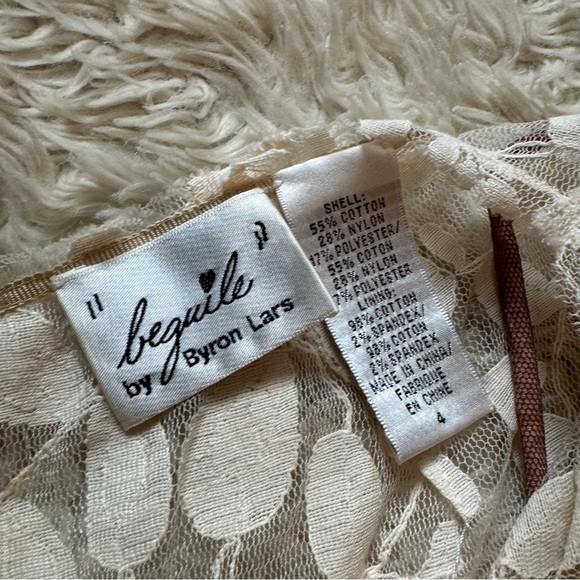 beguile
by Byron Lars
SHELL:
55% COTTON
28% NYLON
17% POLYESTER/
55% COTON
28% NYLON
17% POLYESTER
LINING:
98% COTTON
2% SPANDEX/
98% COTON
2% SPANDEX
MADE IN CHINA/
FABRIQUE
EN CHINE
4